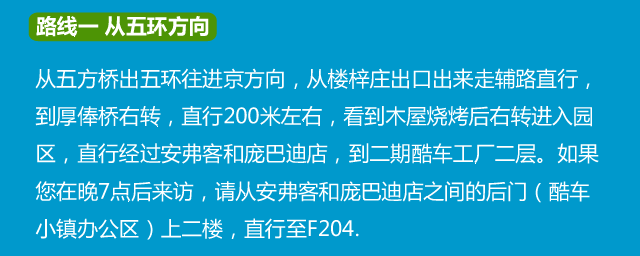 路线一 从五环方向
从五方桥出五环往进京方向，从楼梓庄出口出来走辅路直行，
到厚俸桥右转，直行200米左右，看到木屋烧烤后右转进入园
区，直行经过安弗客和庞巴迪店，到二期酷车工厂二层。如果
您在晚7点后来访，请从安弗客和庞巴迪店之间的后门（酷车
小镇办公区）上二楼，直行至F204.